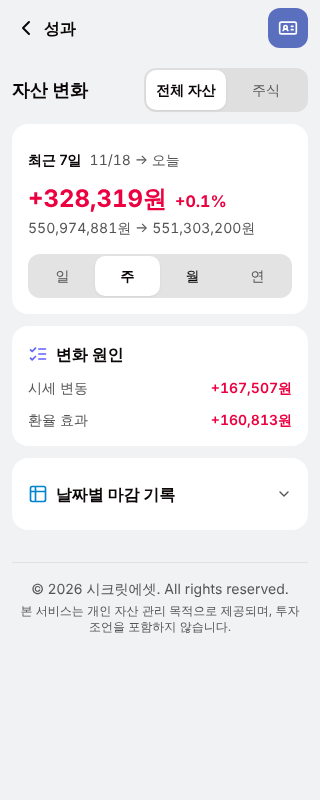 성과
자산 변화
전체 자산
주식
최근 7일 11/18 → 오늘
+328,319원 +0.1%
550,974,881원 → 551,303,200원
일
주
월
연
변화 원인
시세 변동 +167,507원
환율 효과 +160,813원
날짜별 마감 기록
© 2026 시크릿에셋. All rights reserved.
본 서비스는 개인 자산 관리 목적으로 제공되며, 투자
조언을 포함하지 않습니다.